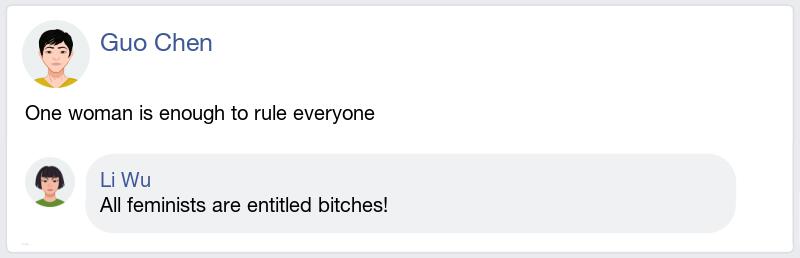 Guo Chen
One woman is enough to rule everyone
Li Wu
All feminists are entitled bitches!